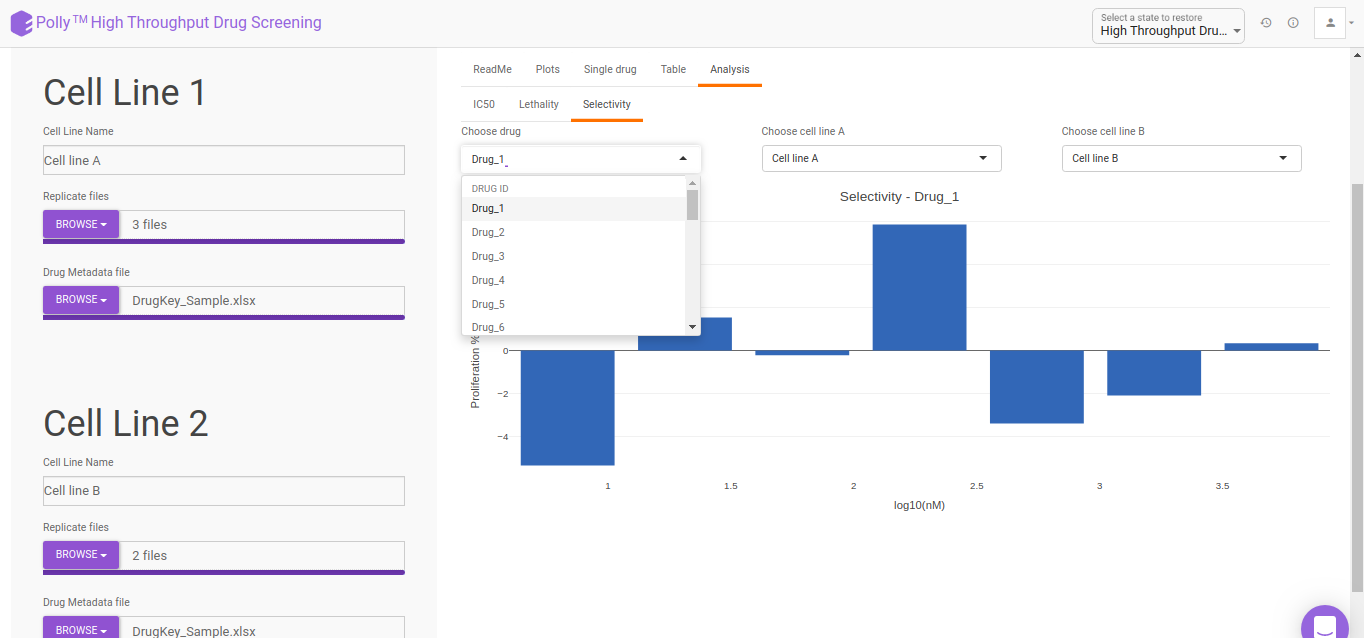 Polly™ High Throughput Drug Screening
Select a state to restore
High Throughput Dru...
Cell Line 1
Cell Line Name
Cell line A
Replicate files
BROWSE
3 files
Drug Metadata file
BROWSE
DrugKey_Sample.xlsx
Cell Line 2
Cell Line Name
Cell line B
Replicate files
BROWSE
2 files
Drug Metadata file
BROWSE
DrugKey_Sample.xlsx
ReadMe Plots Single drug Table Analysis
IC50 Lethality Selectivity
Choose drug
Drug_1
DRUG ID
Drug_1
Drug_2
Drug_3
Drug_4
Drug_5
Drug_6
Choose cell line A
Cell line A
Choose cell line B
Cell line B
Selectivity - Drug_1
Proliferation %
0
−2
−4
1 1.5 2 2.5 3 3.5
log10(nM)